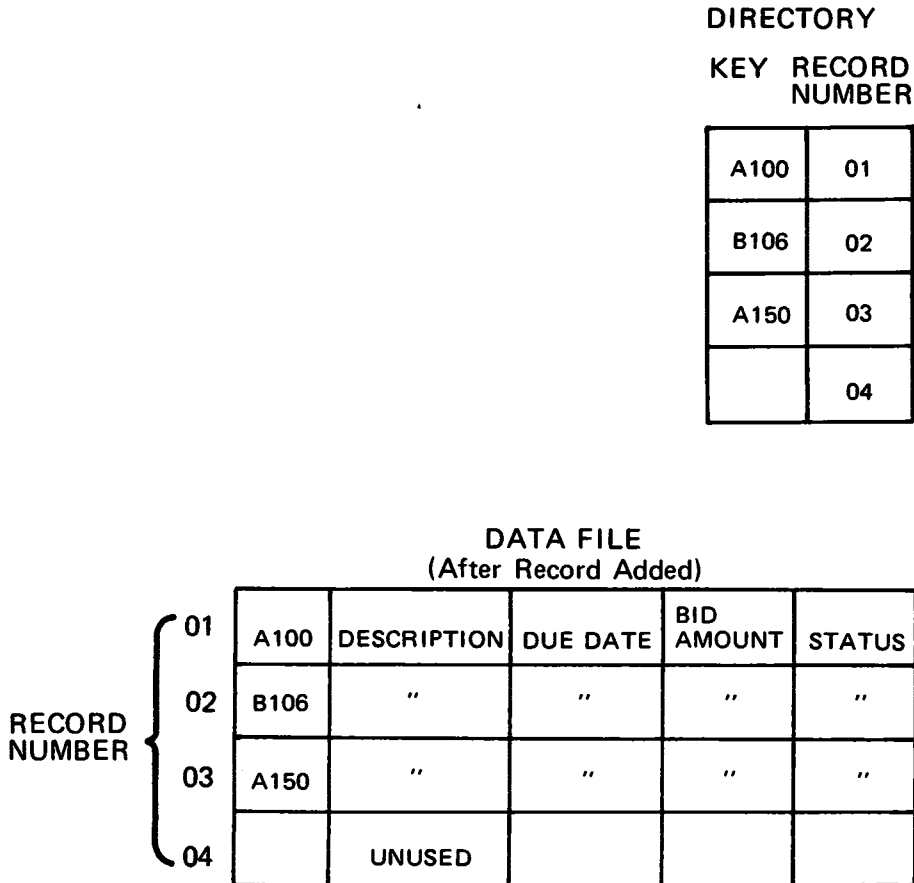 DIRECTORY
KEY RECORD
NUMBER
A100 01
B106 02
A150 03
04
DATA FILE
(After Record Added)
01 A100 DESCRIPTION DUE DATE BID AMOUNT STATUS
02 B106 " " " "
RECORD
NUMBER
03 A150 " " " "
04 UNUSED